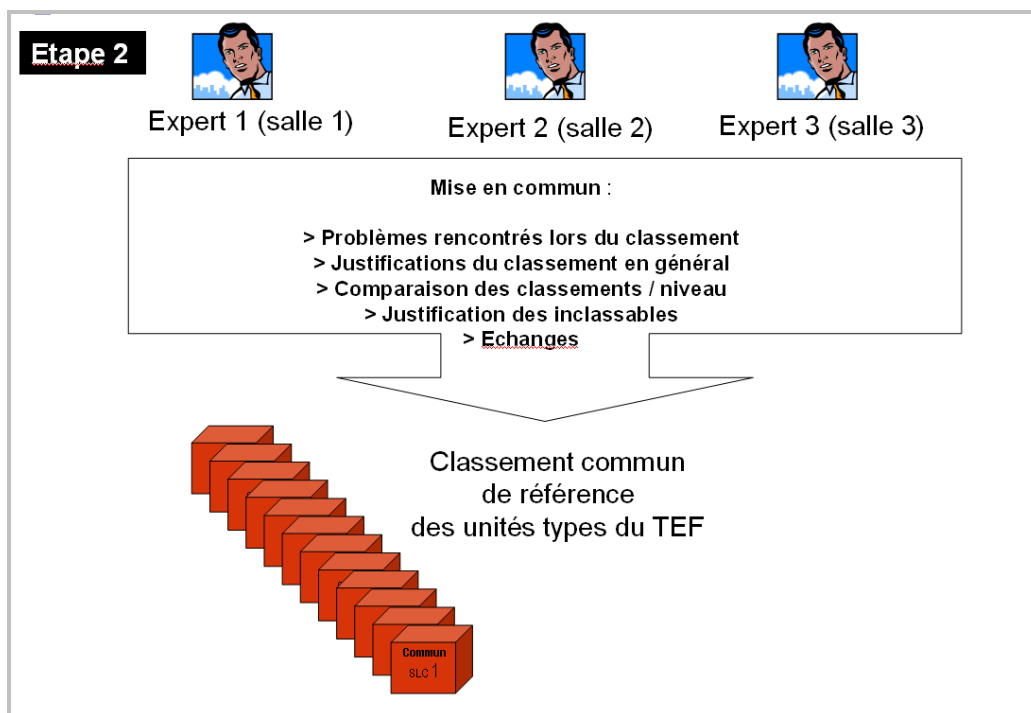 Etape 2
Expert 1 (salle 1)
Expert 2 (salle 2)
Expert 3 (salle 3)
Mise en commun :
> Problèmes rencontrés lors du classement
> Justifications du classement en général
> Comparaison des classements / niveau
> Justification des inclassables
> Echanges
Classement commun
de référence
des unités types du TEF
Commun
SLC 1